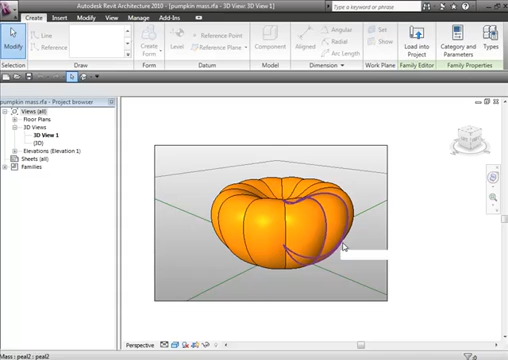 Autodesk Revit Architecture 2010 - [pumpkin mass.rfa - 3D View: 3D View 1]
Create Insert View Manage Modify Add-Ins
Modify
Line
Reference
Create Form
Level
Reference Point
Reference Plane
Component
Aligned
Angular
Radial
Arc Length
Set
Show
Load into Project
Category and Parameters
Types
Selection
Draw
Form
Datum
Model
Dimension
Work Plane
Family Editor
Family Properties
pumpkin mass.rfa - Project browser
Views (all)
Floor Plans
3D Views
3D View 1
{3D}
Elevations (Elevation 1)
Sheets (all)
Families
Perspective
Mass : peal2 : peal2